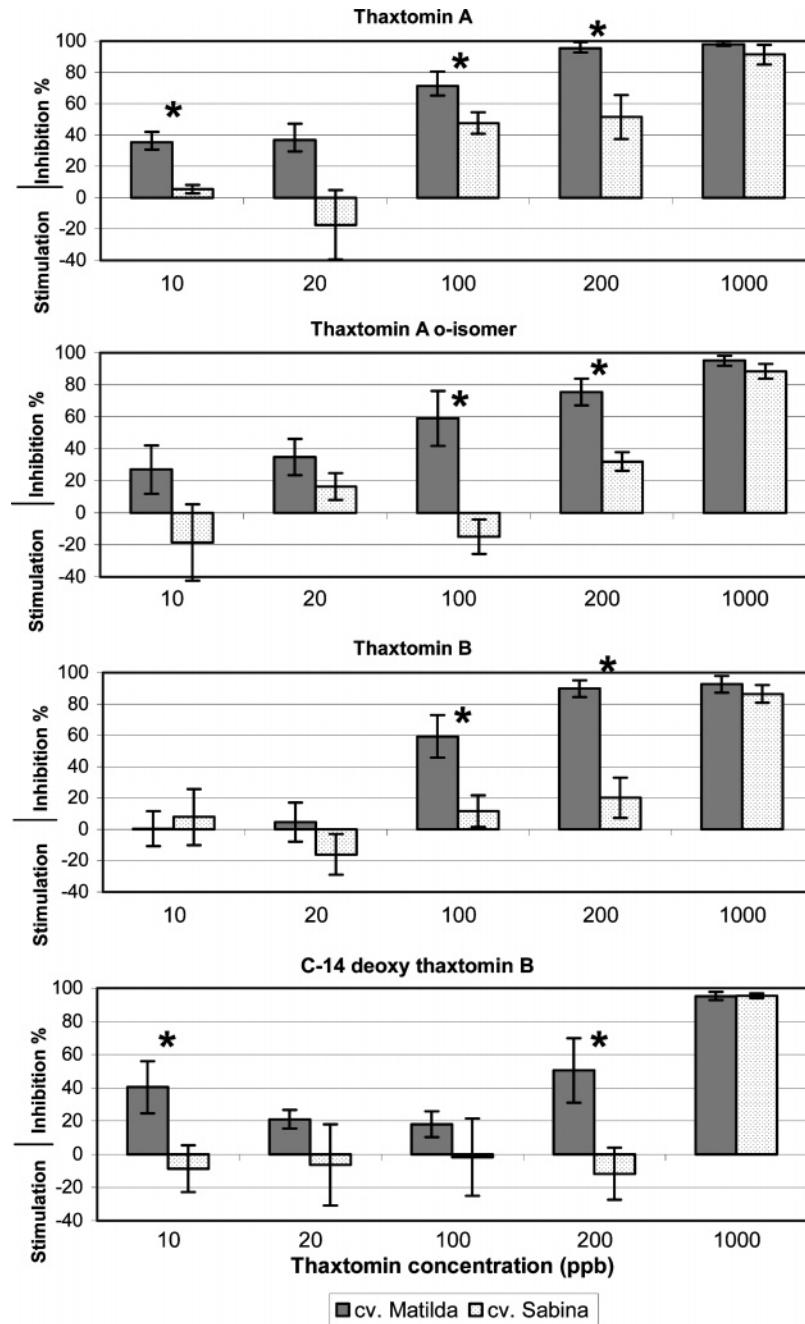 Thaxtomin A
Stimulation | Inhibition %
100
80
60
40
20
0
-20
-40
*
*
*
10 20 100 200 1000
Thaxtomin A o-isomer
Stimulation | Inhibition %
100
80
60
40
20
0
-20
-40
*
*
10 20 100 200 1000
Thaxtomin B
Stimulation | Inhibition %
100
80
60
40
20
0
-20
-40
*
*
10 20 100 200 1000
C-14 deoxy thaxtomin B
Stimulation | Inhibition %
100
80
60
40
20
0
-20
-40
*
*
10 20 100 200 1000
Thaxtomin concentration (ppb)
cv. Matilda cv. Sabina